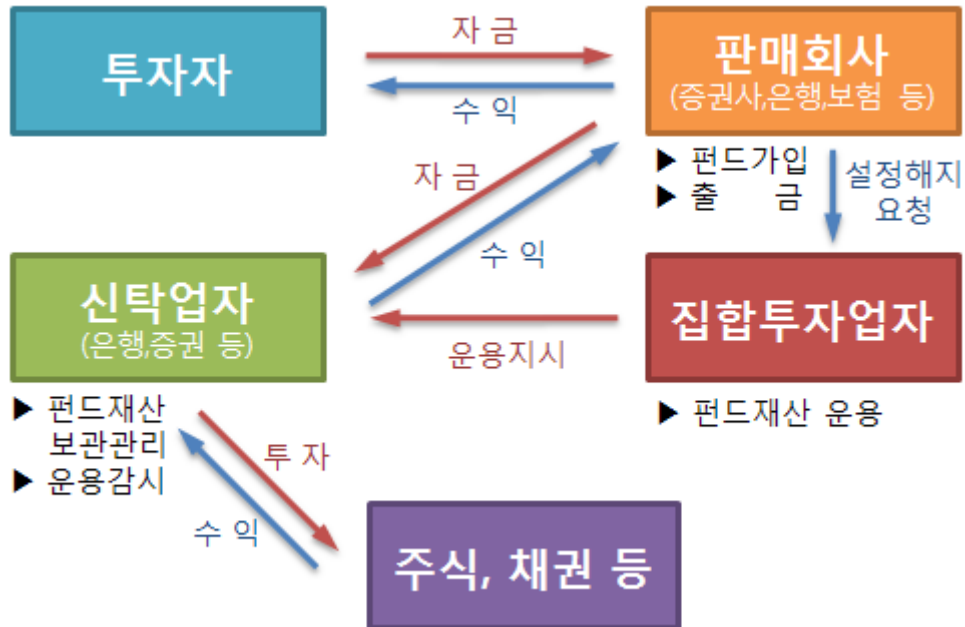 투자자
자 금
수 익
판매회사
(증권사,은행,보험 등)
▶ 펀드가입
▶ 출 금
설정해지
요청
자 금
수 익
신탁업자
(은행,증권 등)
운용지시
집합투자업자
▶ 펀드재산
보관관리
▶ 운용감시
▶ 펀드재산 운용
투 자
수 익
주식, 채권 등